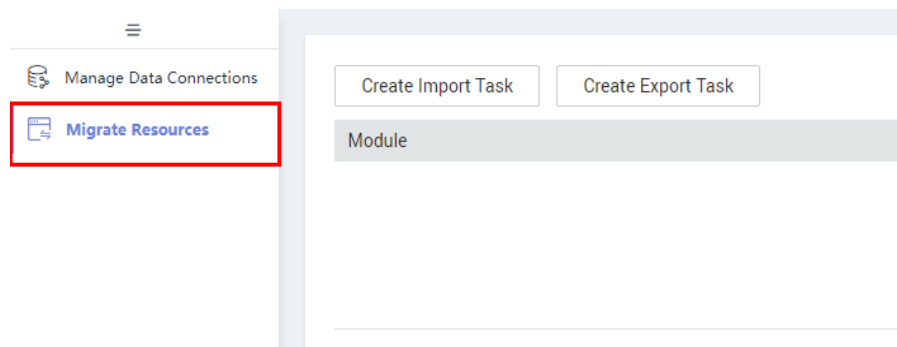 Manage Data Connections
Migrate Resources
Create Import Task
Create Export Task
Module